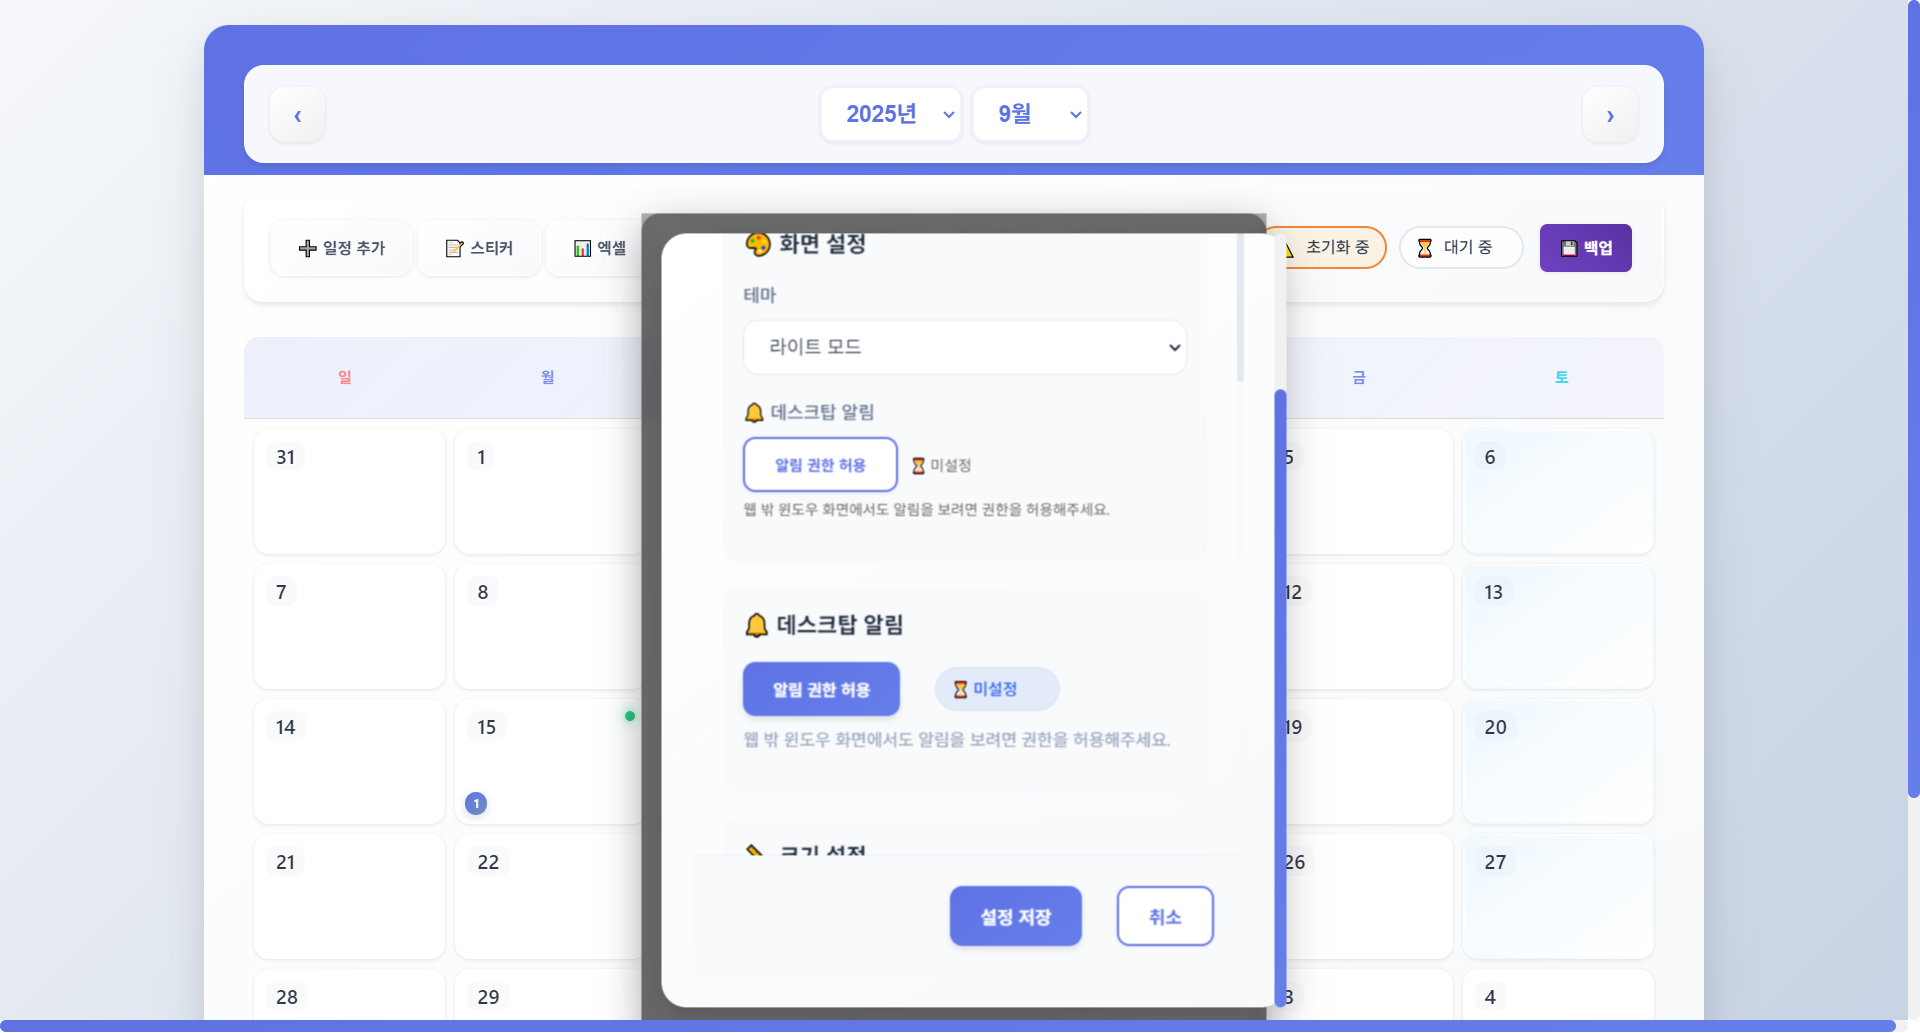 ‹
2025년
9월
›
➕ 일정 추가
📝 스티커
📊 엑셀
초기화 중
⏳ 대기 중
💾 백업
일
월
금
토
🎨 화면 설정
테마
라이트 모드
🔔 데스크탑 알림
알림 권한 허용
⏳ 미설정
웹 밖 윈도우 화면에서도 알림을 보려면 권한을 허용해주세요.
🔔 데스크탑 알림
알림 권한 허용
⏳ 미설정
웹 밖 윈도우 화면에서도 알림을 보려면 권한을 허용해주세요.
크기 설정
설정 저장
취소
31
1
5
6
7
8
12
13
14
15
1
19
20
21
22
26
27
28
29
3
4